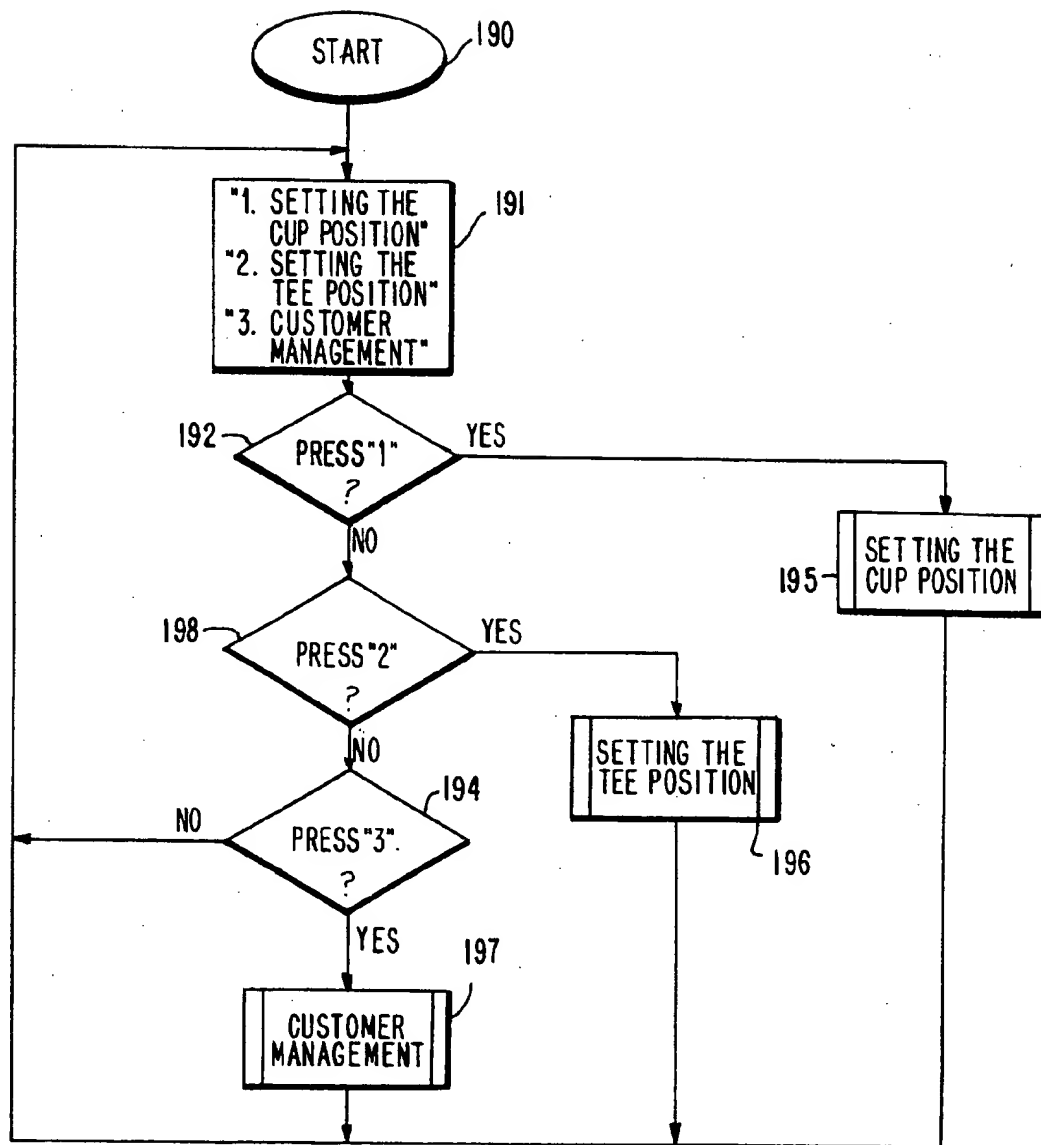 START
190
"1. SETTING THE
CUP POSITION"
"2. SETTING THE
TEE POSITION"
"3. CUSTOMER
MANAGEMENT"
191
192
PRESS "1"
?
YES
NO
195
SETTING THE
CUP POSITION
198
PRESS "2"
?
YES
NO
SETTING THE
TEE POSITION
196
194
PRESS "3".
?
NO
YES
197
CUSTOMER
MANAGEMENT